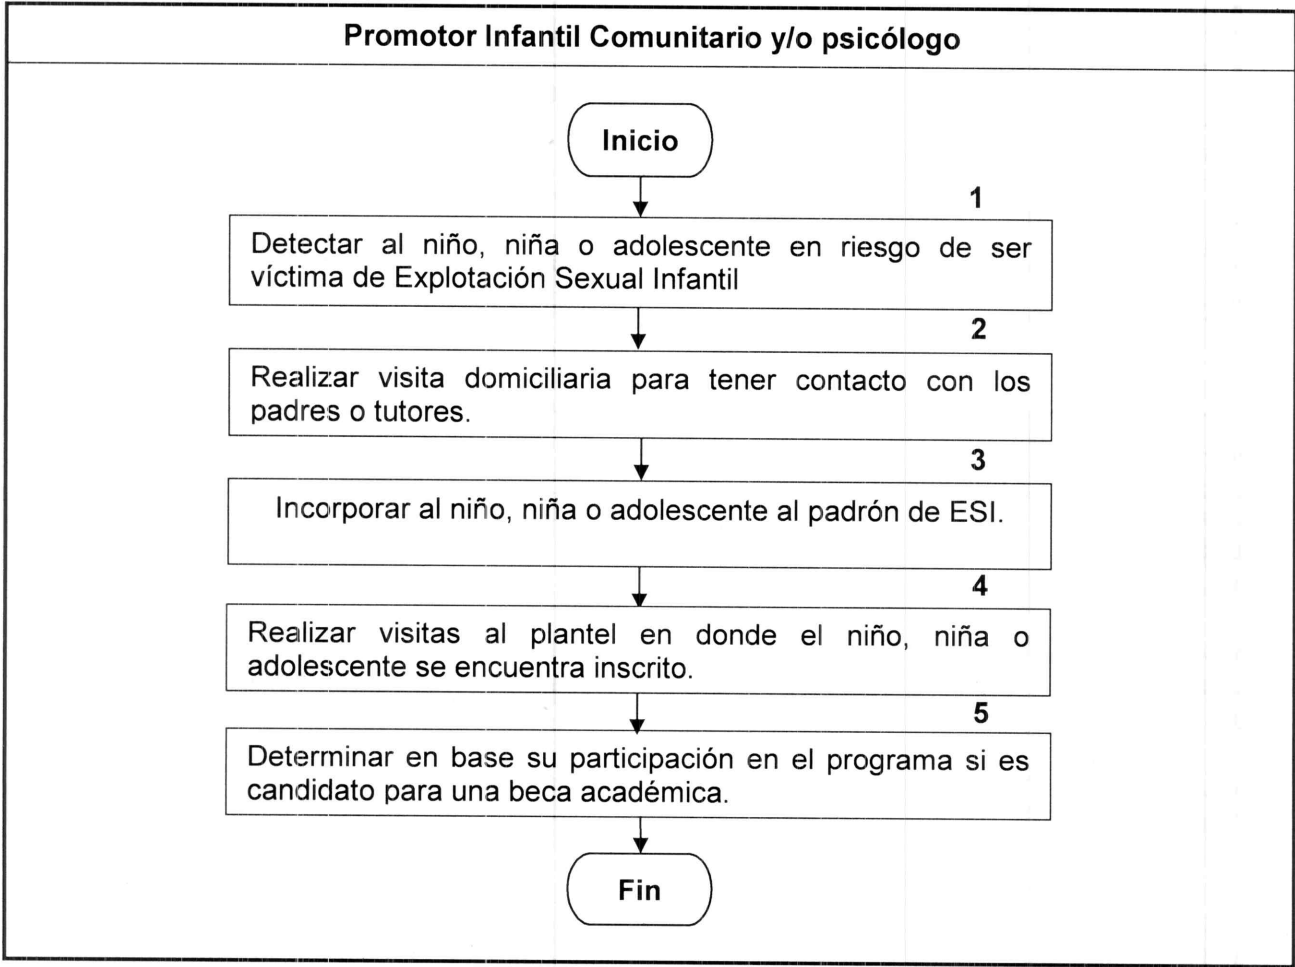 Promotor Infantil Comunitario y/o psicólogo
Inicio
1
Detectar al niño, niña o adolescente en riesgo de ser
víctima de Explotación Sexual Infantil
2
Realizar visita domiciliaria para tener contacto con los
padres o tutores.
3
Incorporar al niño, niña o adolescente al padrón de ESI.
4
Realizar visitas al plantel en donde el niño, niña o
adolescente se encuentra inscrito.
5
Determinar en base su participación en el programa si es
candidato para una beca académica.
Fin